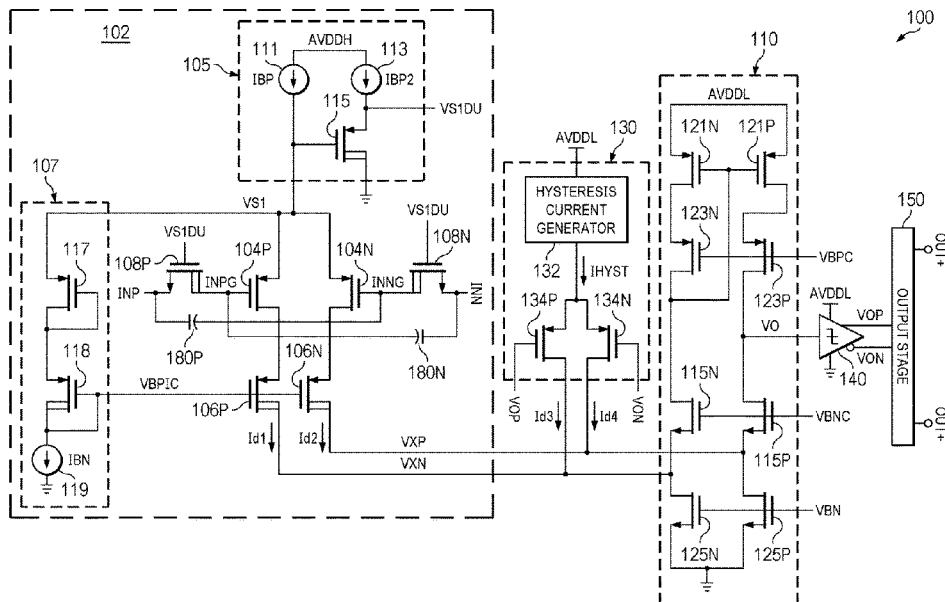 100
102
105
111
AVDDH
113
IBP
IBP2
115
VS1DU
107
VS1
VS1DU
117
108P
104P
104N
108N
INP
INPG
INNG
INN
180P
180N
118
VBPIC
106N
106P
Id1
Id2
VXP
VXN
IBN
119
AVDDL
130
HYSTERESIS
CURRENT
GENERATOR
132
IHYST
134P
134N
VOP
VON
Id3
Id4
110
AVDDL
121N
121P
123N
VBPC
123P
AVDDL
VO
VOP
VON
140
150
OUTPUT STAGE
OUT+
OUT+
115N
VBNC
115P
VBN
125N
125P